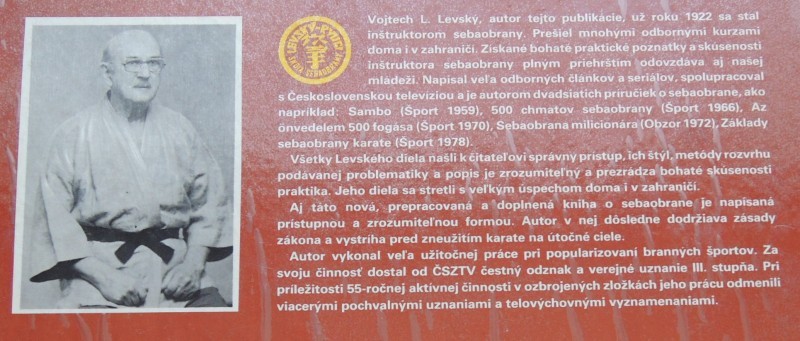 Vojtech L. Levský, autor tejto publikácie, už roku 1922 sa stal
inštruktorom sebaobrany. Prešiel mnohými odbornými kurzami
doma i v zahraničí. Získané bohaté praktické poznatky a skúsenosti
inštruktora sebaobrany plným priehrštím odovzdáva aj našej
mládeži. Napísal veľa odborných článkov a seriálov, spolupracoval
s Československou televíziou a je autorom dvadsiatich príručiek o sebaobrane, ako
napríklad: Sambo (Šport 1959), 500 chmatov sebaobrany (Šport 1966), Az
önvedelem 500 fogása (Šport 1970), Sebaobrana milicionára (Obzor 1972), Základy
sebaobrany karate (Šport 1978).
Všetky Levského diela našli k čitateľovi správny prístup, ich štýl, metódy rozvrhu
podávanej problematiky a popis je zrozumiteľný a prezrádza bohaté skúsenosti
praktika. Jeho diela sa stretli s veľkým úspechom doma i v zahraničí.
Aj táto nová, prepracovaná a doplnená kniha o sebaobrane je napísaná
prístupnou a zrozumiteľnou formou. Autor v nej dôsledne dodržiava zásady
zákona a vystríha pred zneužitím karate na útočné ciele.
Autor vykonal veľa užitočnej práce pri popularizovaní branných športov. Za
svoju činnosť dostal od ČSZTV čestný odznak a verejné uznanie III. stupňa. Pri
príležitosti 55-ročnej aktívnej činnosti v ozbrojených zložkách jeho prácu odmenili
viacerými pochvalnými uznaniami a telovýchovnými vyznamenaniami.